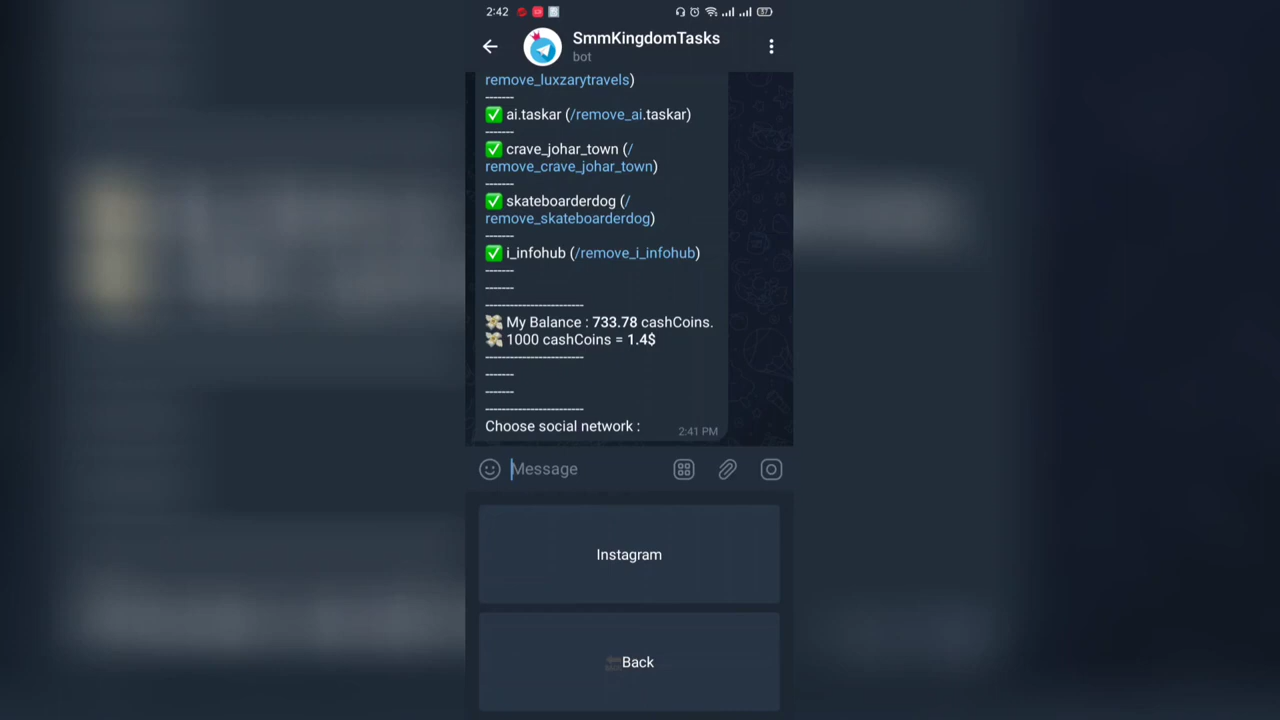 2:42
57
SmmKingdomTasks
bot
remove_luxzarytravels)
-------
✅ ai.taskar (/remove_ai.taskar)
-------
✅ crave_johar_town (/
remove_crave_johar_town)
-------
✅ skateboarderdog (/
remove_skateboarderdog)
-------
✅ i_infohub (/remove_i_infohub)
-------
-------
------------------------
💸 My Balance : 733.78 cashCoins.
💸 1000 cashCoins = 1.4$
------------------------
-------
-------
------------------------
Choose social network :
2:41 PM
Message
Instagram
Back